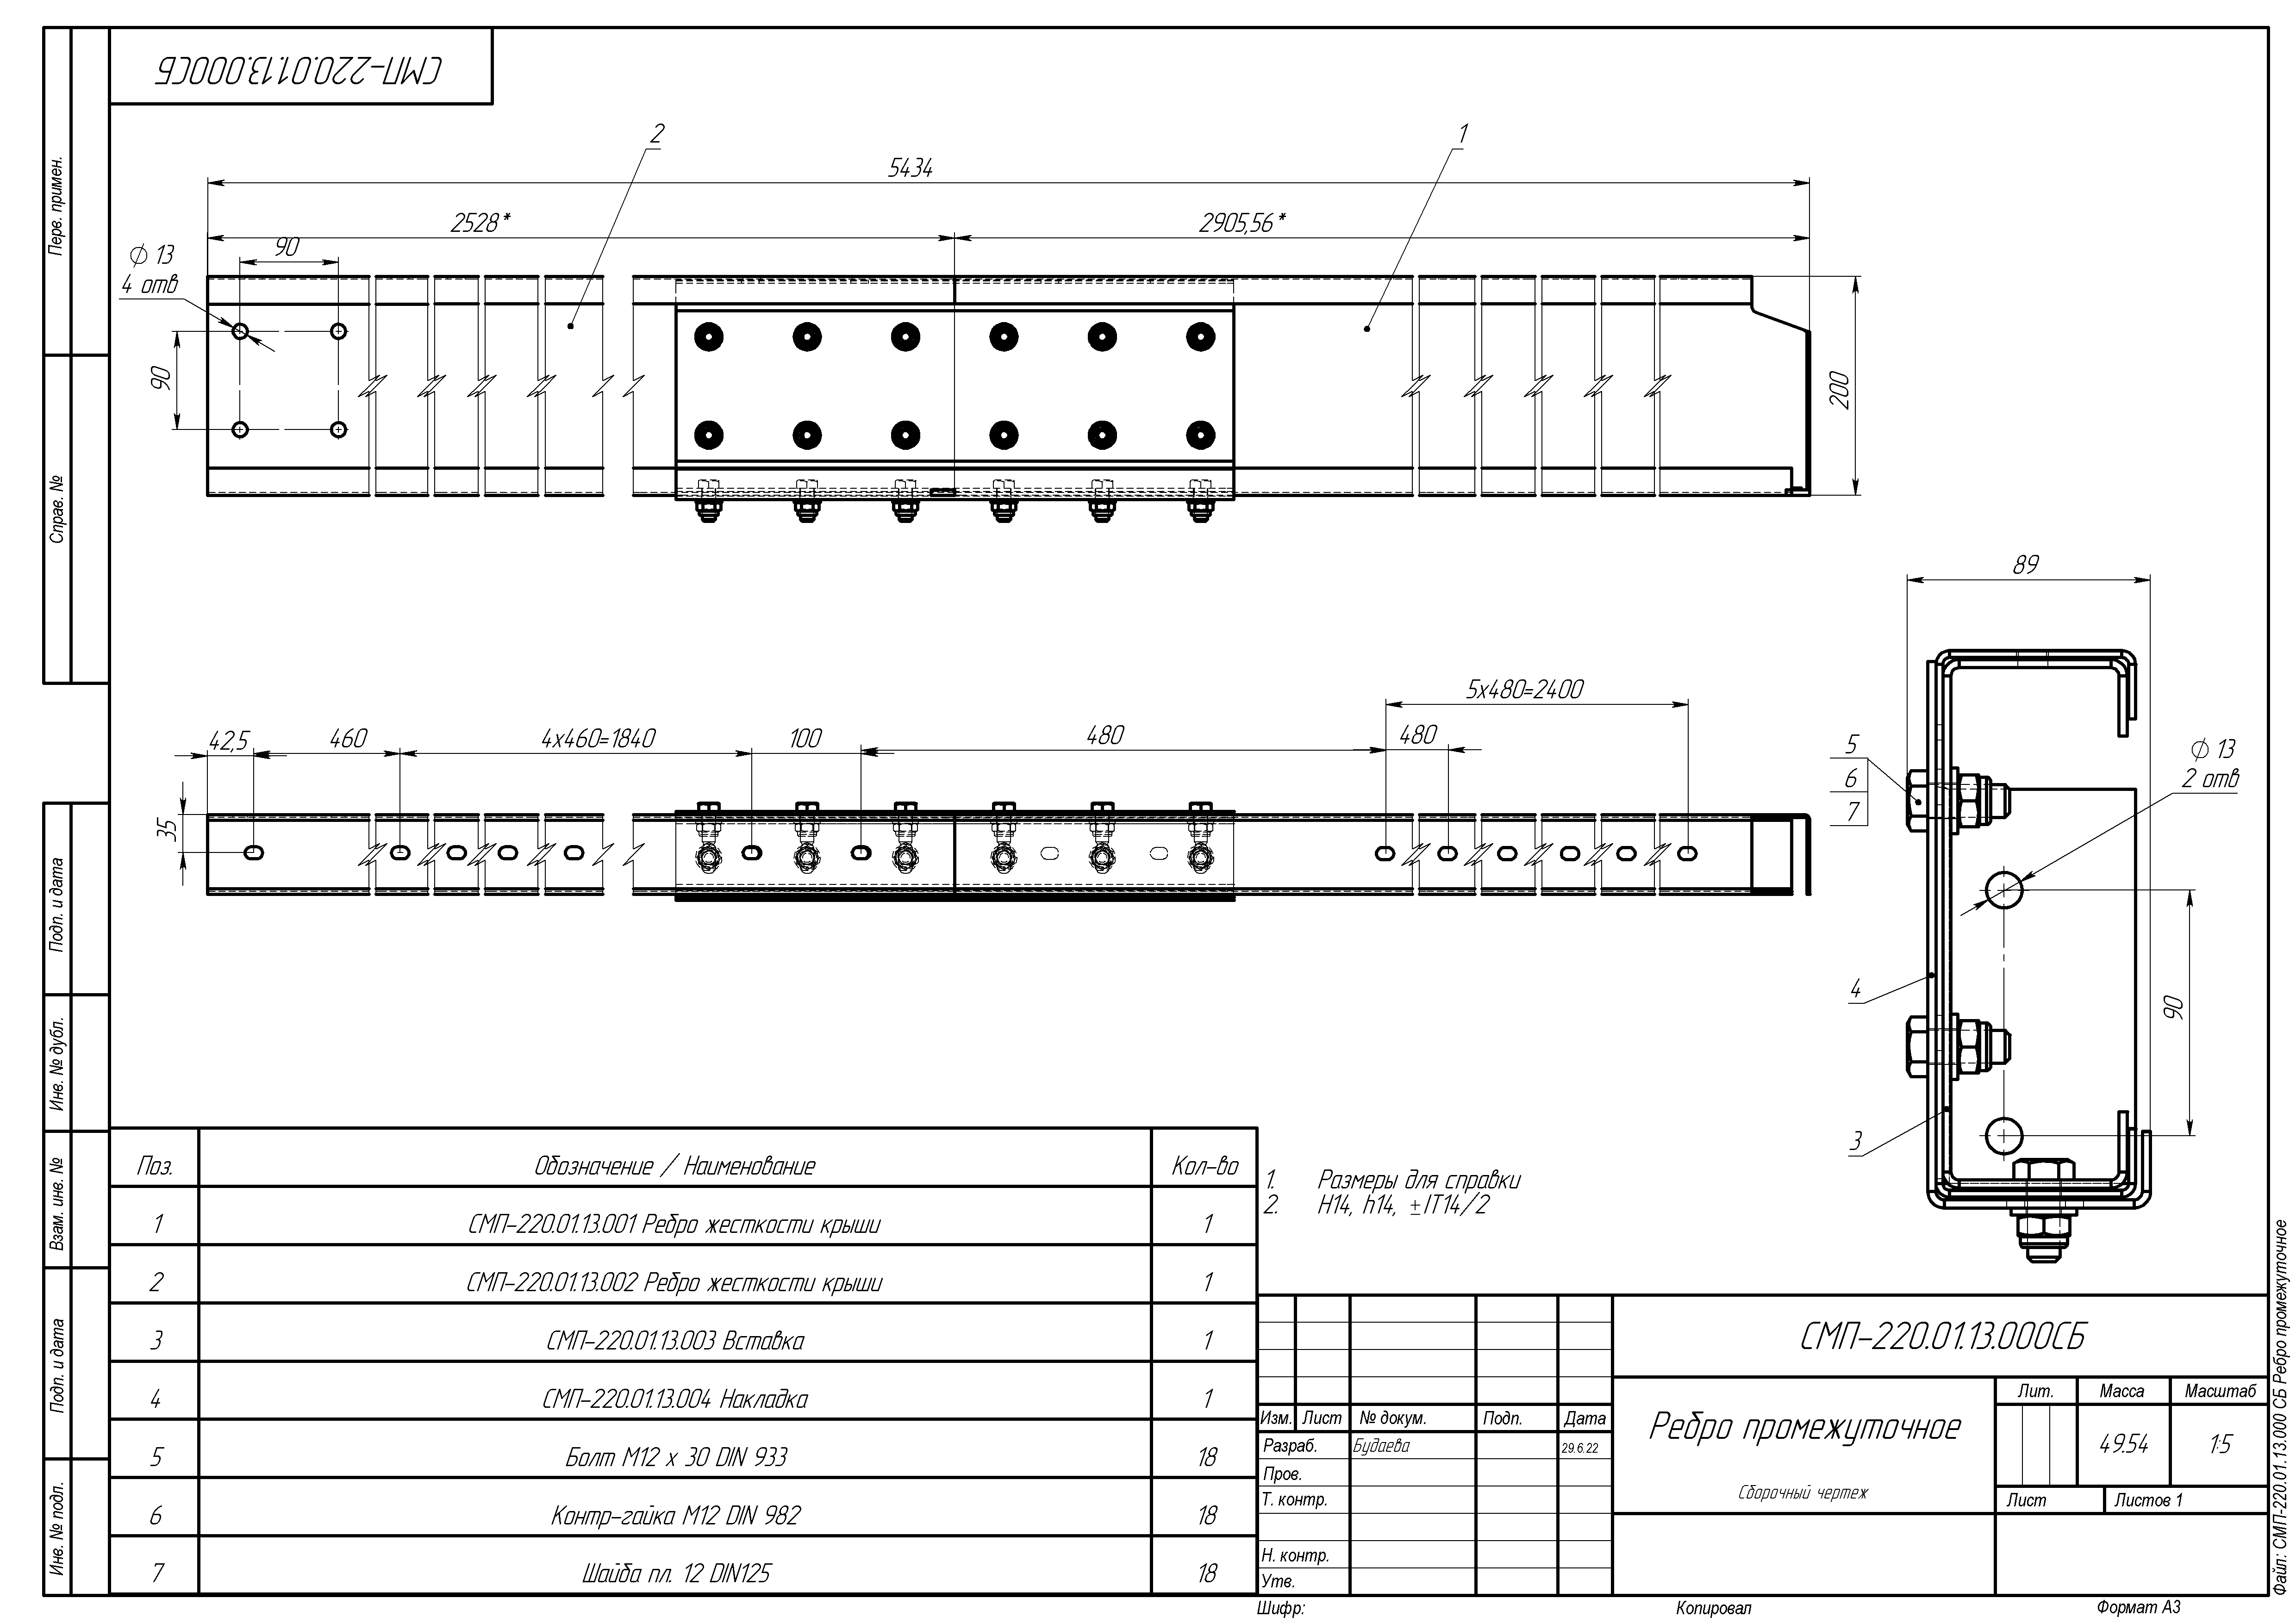 СМП-220.01.13.000СБ
Перв. примен.
Справ. №
Подп. и дата
Инв. № дубл.
Взам. инв. №
Подп. и дата
Инв. № подл.
2
1
5434
2528*
2905,56*
90
⌀ 13
4 отв
90
200
89
5x480=2400
42,5
460
4x460=1840
100
480
480
35
5
6
7
⌀ 13
2 отв
4
90
3
Поз.
Обозначение / Наименование
Кол-во
1
СМП-220.01.13.001 Ребро жесткости крыши
1
2
СМП-220.01.13.002 Ребро жесткости крыши
1
3
СМП-220.01.13.003 Вставка
1
4
СМП-220.01.13.004 Накладка
1
5
Болт М12 x 30 DIN 933
18
6
Контр-гайка М12 DIN 982
18
7
Шайба пл. 12 DIN125
18
1. Размеры для справки
2. H14, h14, ±IT14/2
СМП-220.01.13.000СБ
Изм. Лист № докум. Подп. Дата
Разраб. Будаева 29.6.22
Пров.
Т. контр.
Н. контр.
Утв.
Ребро промежуточное
Сборочный чертеж
Лит. Масса Масштаб
49.54 1:5
Лист Листов 1
Шифр:
Копировал
Формат А3
Файл: СМП-220.01.13.000 СБ Ребро промежуточное